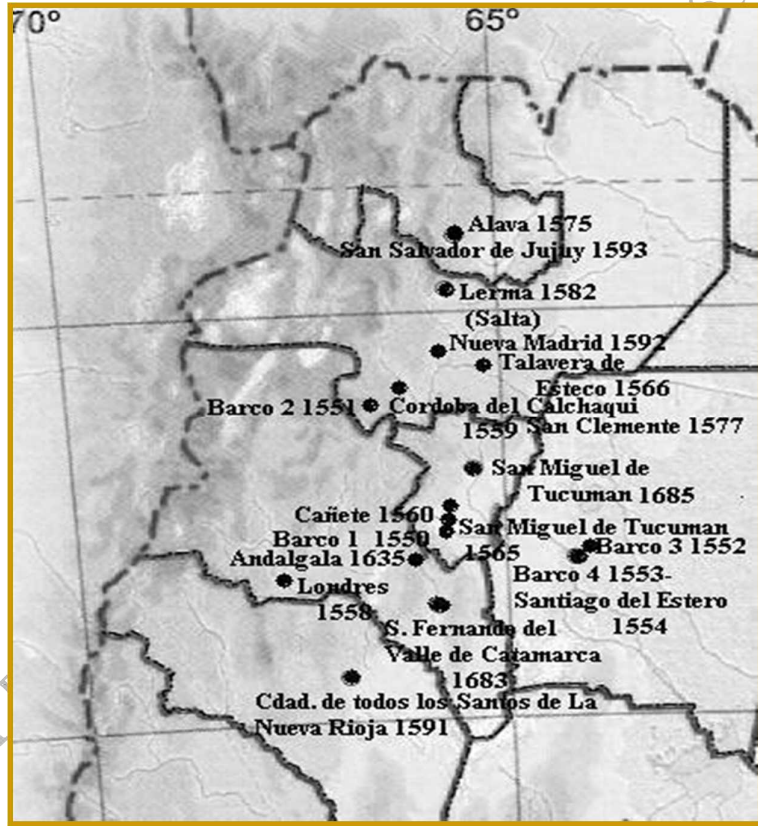 70º
65º
Alava 1575
San Salvador de Jujuy 1593
Lerma 1582
(Salta)
Nueva Madrid 1592
Talavera de
Esteco 1566
Barco 2 1551
Cordoba del Calchaqui
1559
San Clemente 1577
San Miguel de
Tucuman 1685
Cañete 1560
San Miguel de Tucuman
1565
Barco 1 1550
Barco 3 1552
Andalgala 1635
Barco 4 1553-
Santiago del Estero
1554
Londres
1558
S. Fernando del
Valle de Catamarca
1683
Cdad. de todos los Santos de La
Nueva Rioja 1591